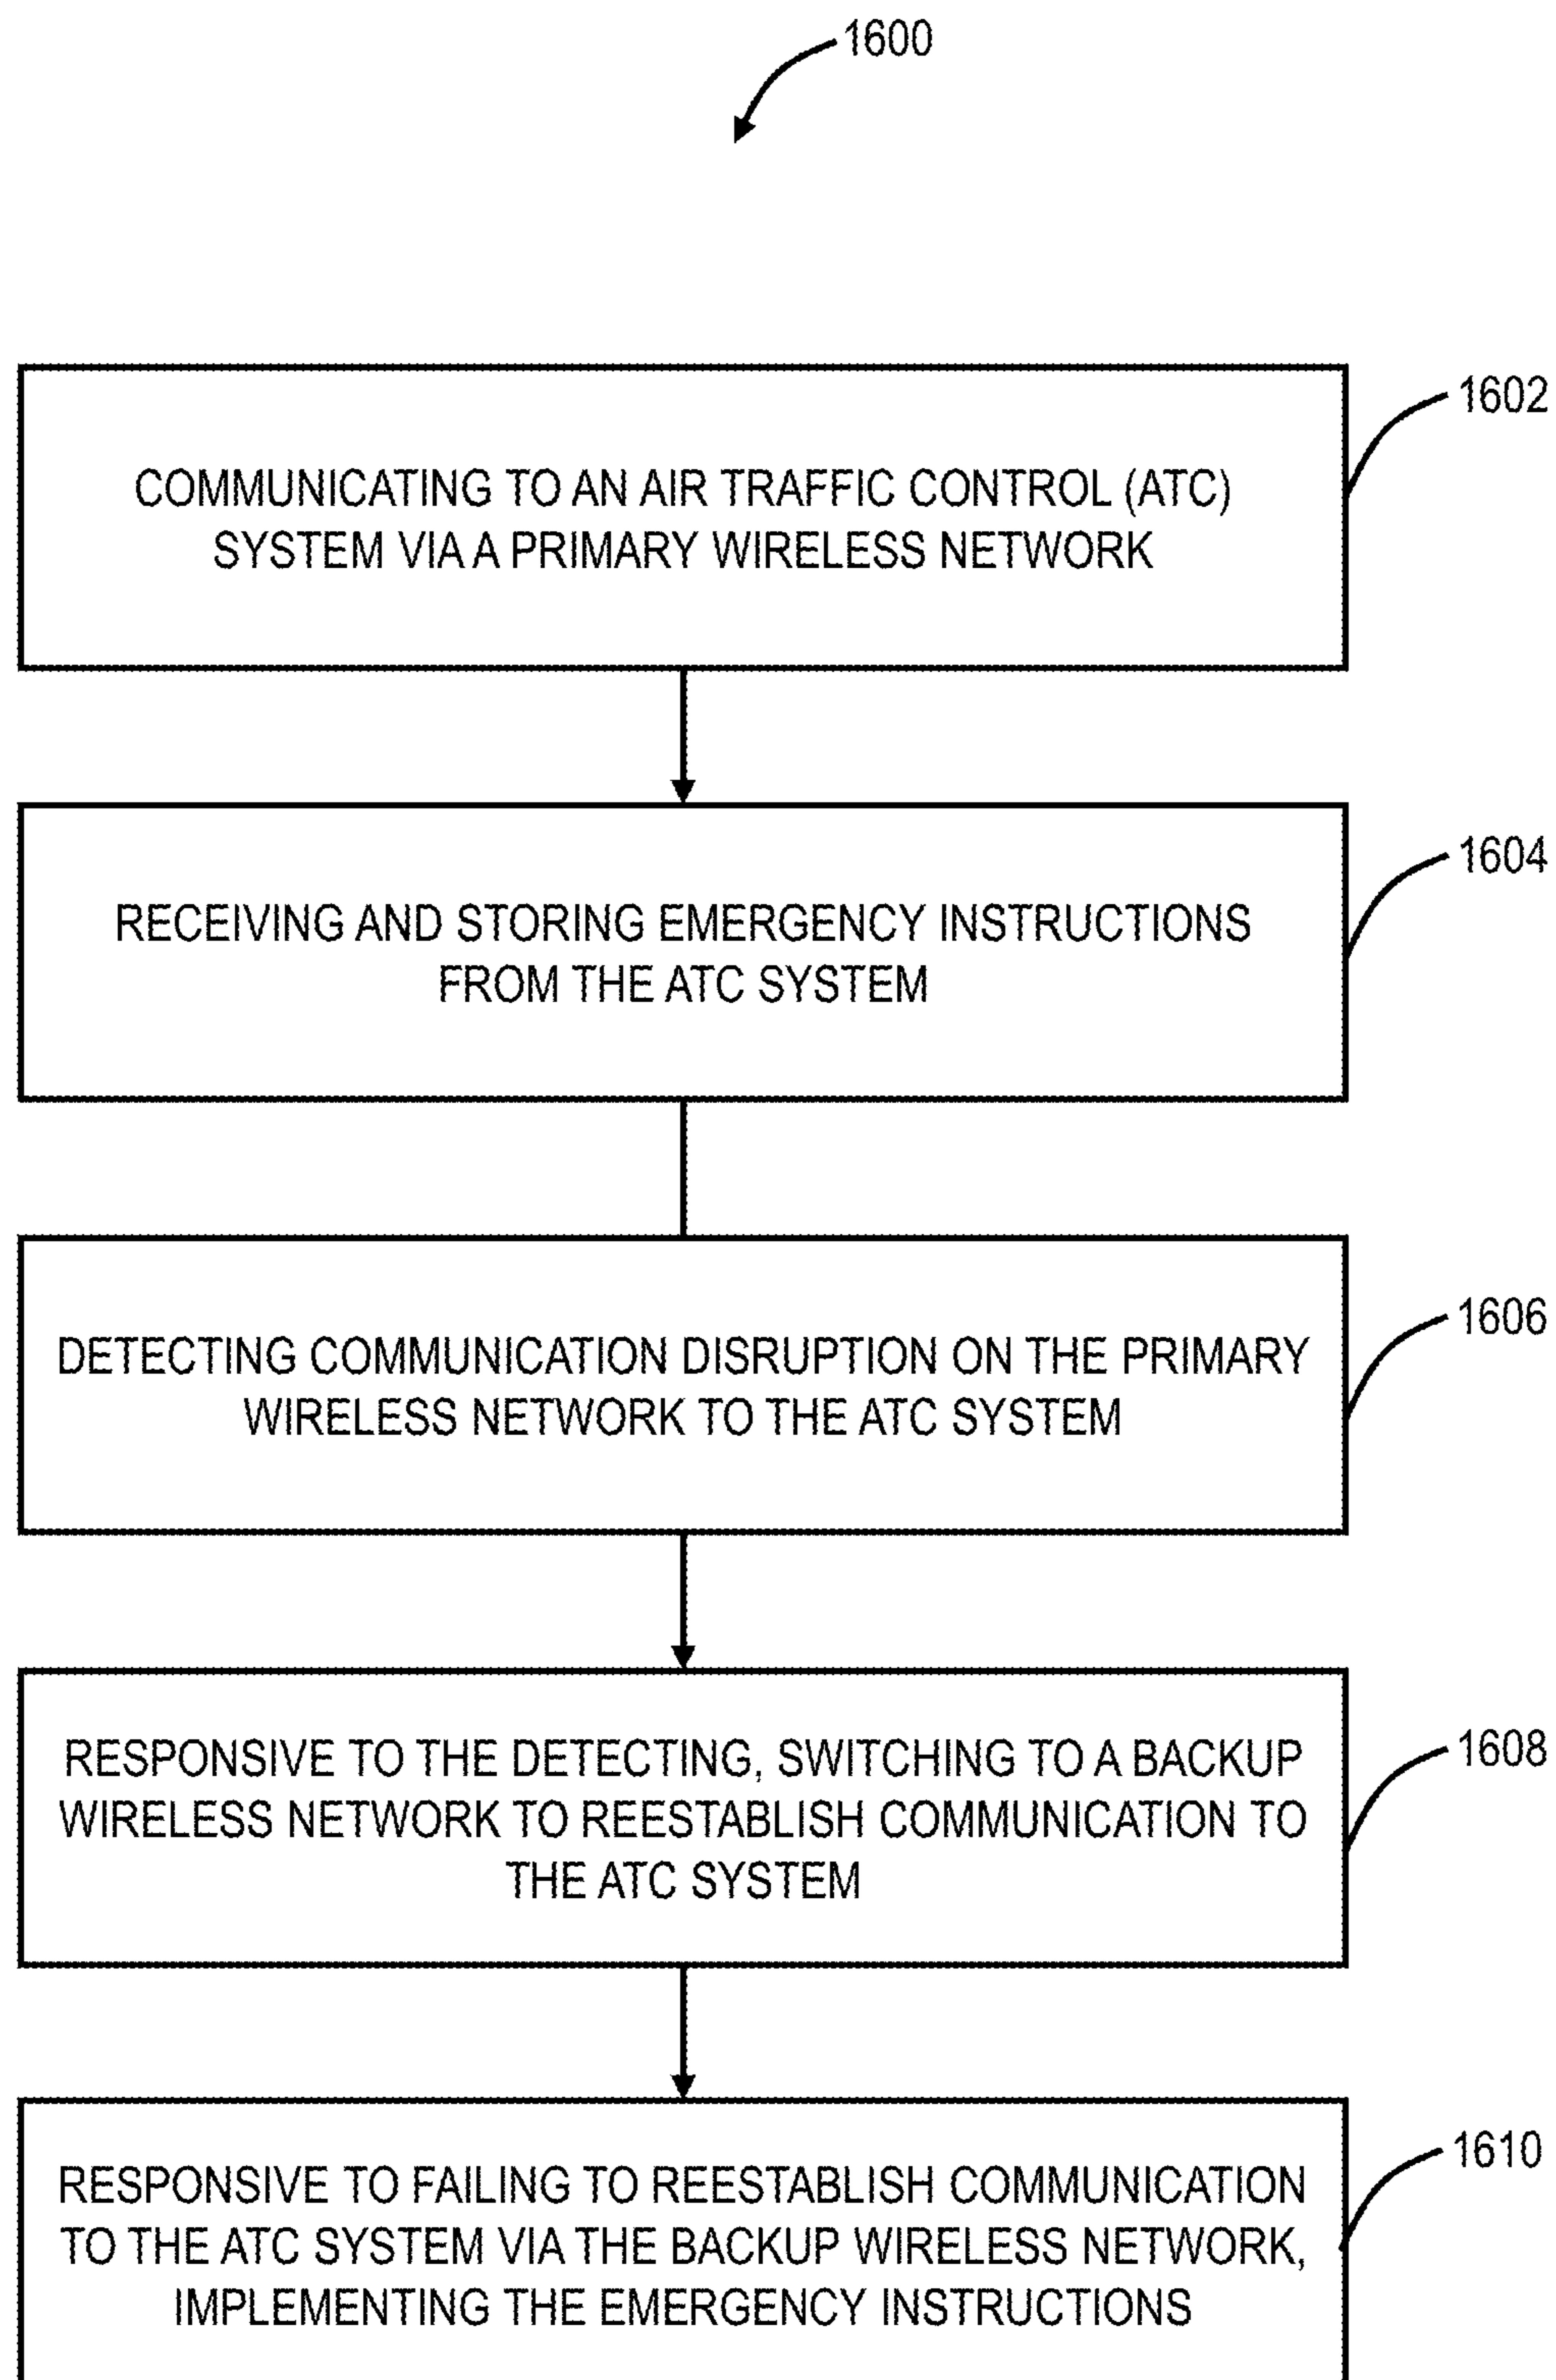 1600
1602
COMMUNICATING TO AN AIR TRAFFIC CONTROL (ATC)
SYSTEM VIA A PRIMARY WIRELESS NETWORK
1604
RECEIVING AND STORING EMERGENCY INSTRUCTIONS
FROM THE ATC SYSTEM
1606
DETECTING COMMUNICATION DISRUPTION ON THE PRIMARY
WIRELESS NETWORK TO THE ATC SYSTEM
1608
RESPONSIVE TO THE DETECTING, SWITCHING TO A BACKUP
WIRELESS NETWORK TO REESTABLISH COMMUNICATION TO
THE ATC SYSTEM
1610
RESPONSIVE TO FAILING TO REESTABLISH COMMUNICATION
TO THE ATC SYSTEM VIA THE BACKUP WIRELESS NETWORK,
IMPLEMENTING THE EMERGENCY INSTRUCTIONS